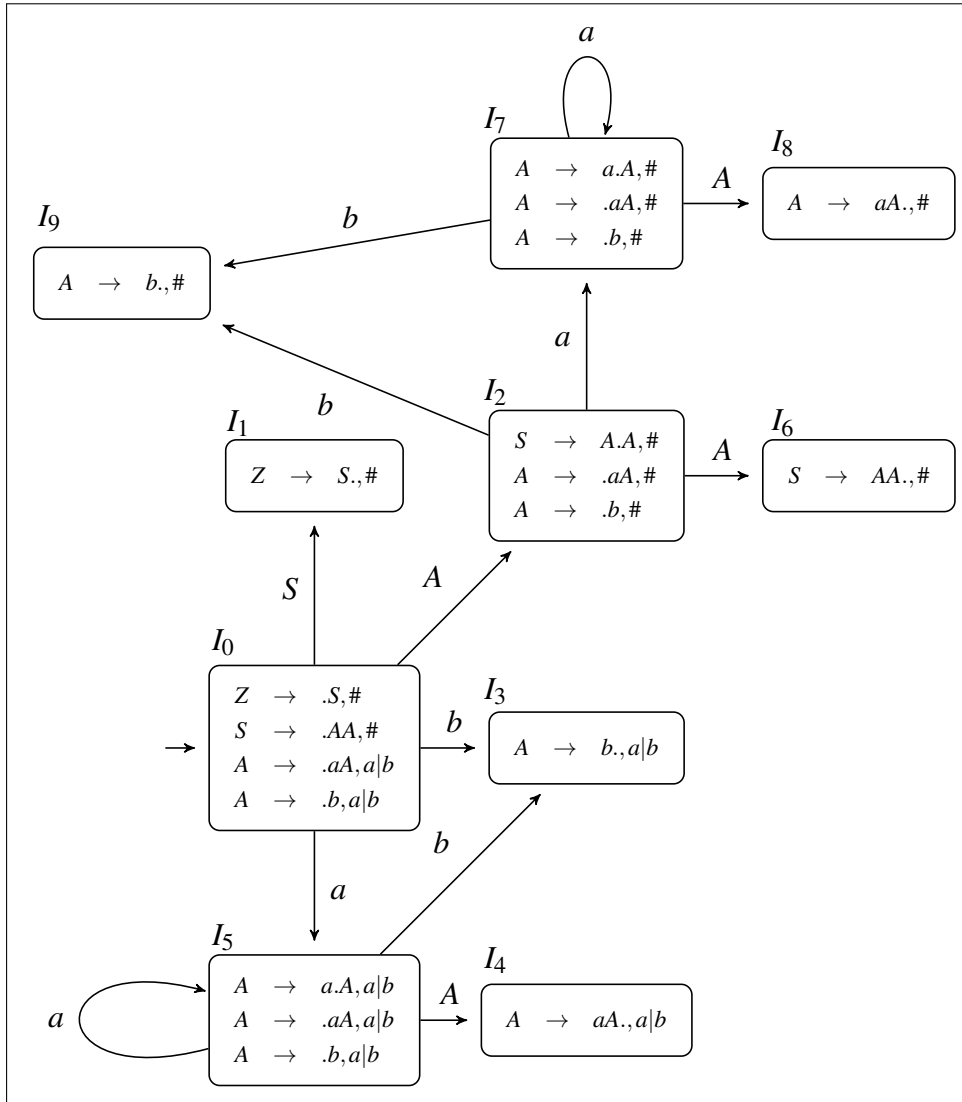 a
I7
A → a.A,#
A → .aA,#
A → .b,#
A
I8
A → aA.,#
b
I9
A → b.,#
a
b
I2
S → A.A,#
A → .aA,#
A → .b,#
A
I6
S → AA.,#
I1
Z → S.,#
S
A
I0
Z → .S,#
S → .AA,#
A → .aA,a|b
A → .b,a|b
b
I3
A → b.,a|b
a
b
I5
A → a.A,a|b
A → .aA,a|b
A → .b,a|b
a
A
I4
A → aA.,a|b